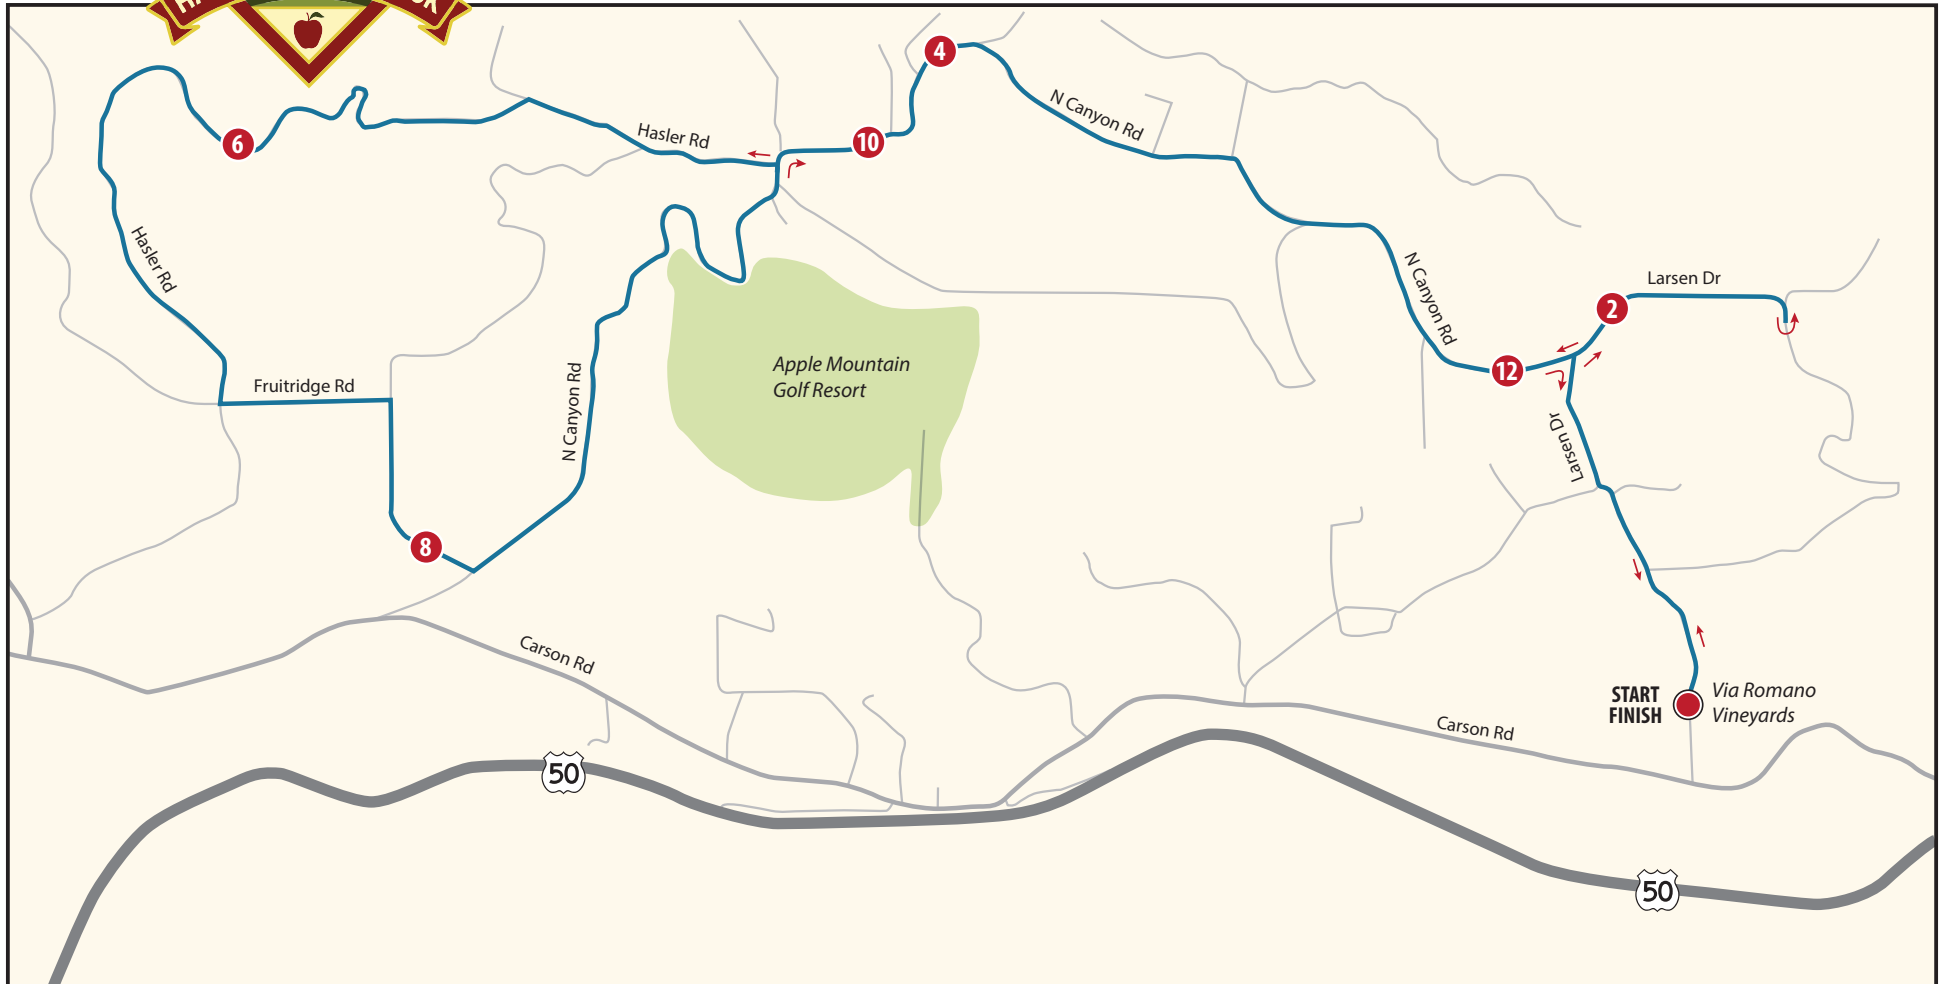 4
N Canyon Rd
6
Hasler Rd
10
Hasler Rd
N Canyon Rd
Larsen Dr
2
Apple Mountain
Golf Resort
12
Fruitridge Rd
N Canyon Rd
Larsen Dr
8
Carson Rd
START
FINISH
Via Romano
Vineyards
Carson Rd
50
50